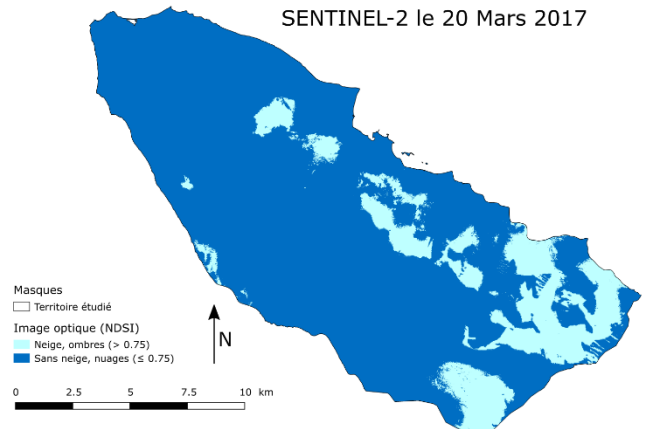 SENTINEL-2 le 20 Mars 2017
Masques
Territoire étudié
Image optique (NDSI)
Neige, ombres (> 0.75)
Sans neige, nuages (≤ 0.75)
N
0 2.5 5 7.5 10 km